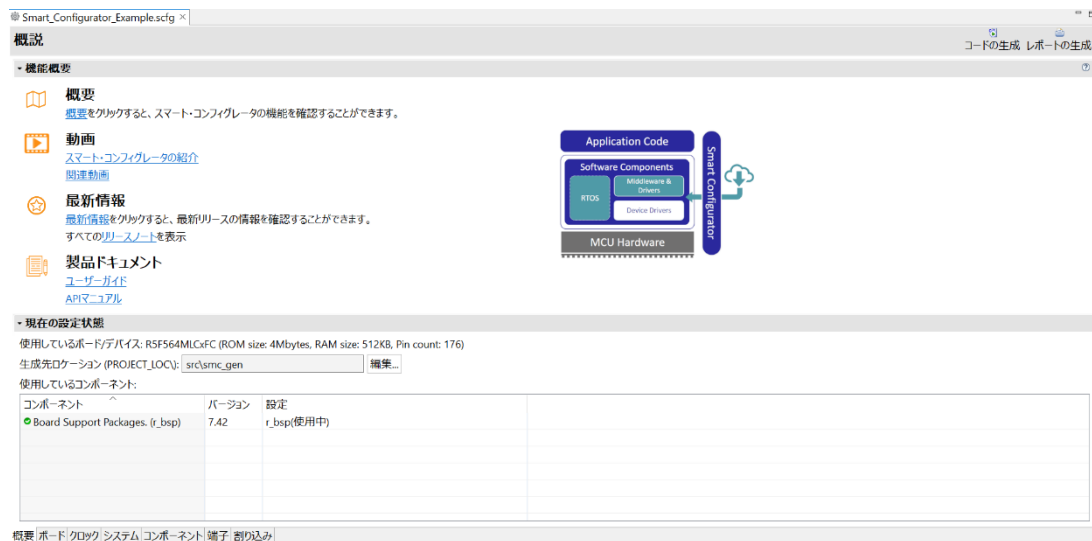 Smart_Configurator_Example.scfg ×
概説
コードの生成 レポートの生成
機能概要
概要
概要をクリックすると、スマート・コンフィグレータの機能を確認することができます。
動画
スマート・コンフィグレータの紹介
関連動画
最新情報
最新情報をクリックすると、最新リリースの情報を確認することができます。
すべてのリリースノートを表示
製品ドキュメント
ユーザーガイド
APIマニュアル
Application Code
Software Components
RTOS
Middleware &
Drivers
Device Drivers
MCU Hardware
Smart Configurator
現在の設定状態
使用しているボード/デバイス: R5F564MLCxFC (ROM size: 4Mbytes, RAM size: 512KB, Pin count: 176)
生成先ロケーション (PROJECT_LOC\): src\smc_gen 編集...
使用しているコンポーネント:
コンポーネント バージョン 設定
Board Support Packages. (r_bsp) 7.42 r_bsp(使用中)
概要 ボード クロック システム コンポーネント 端子 割り込み